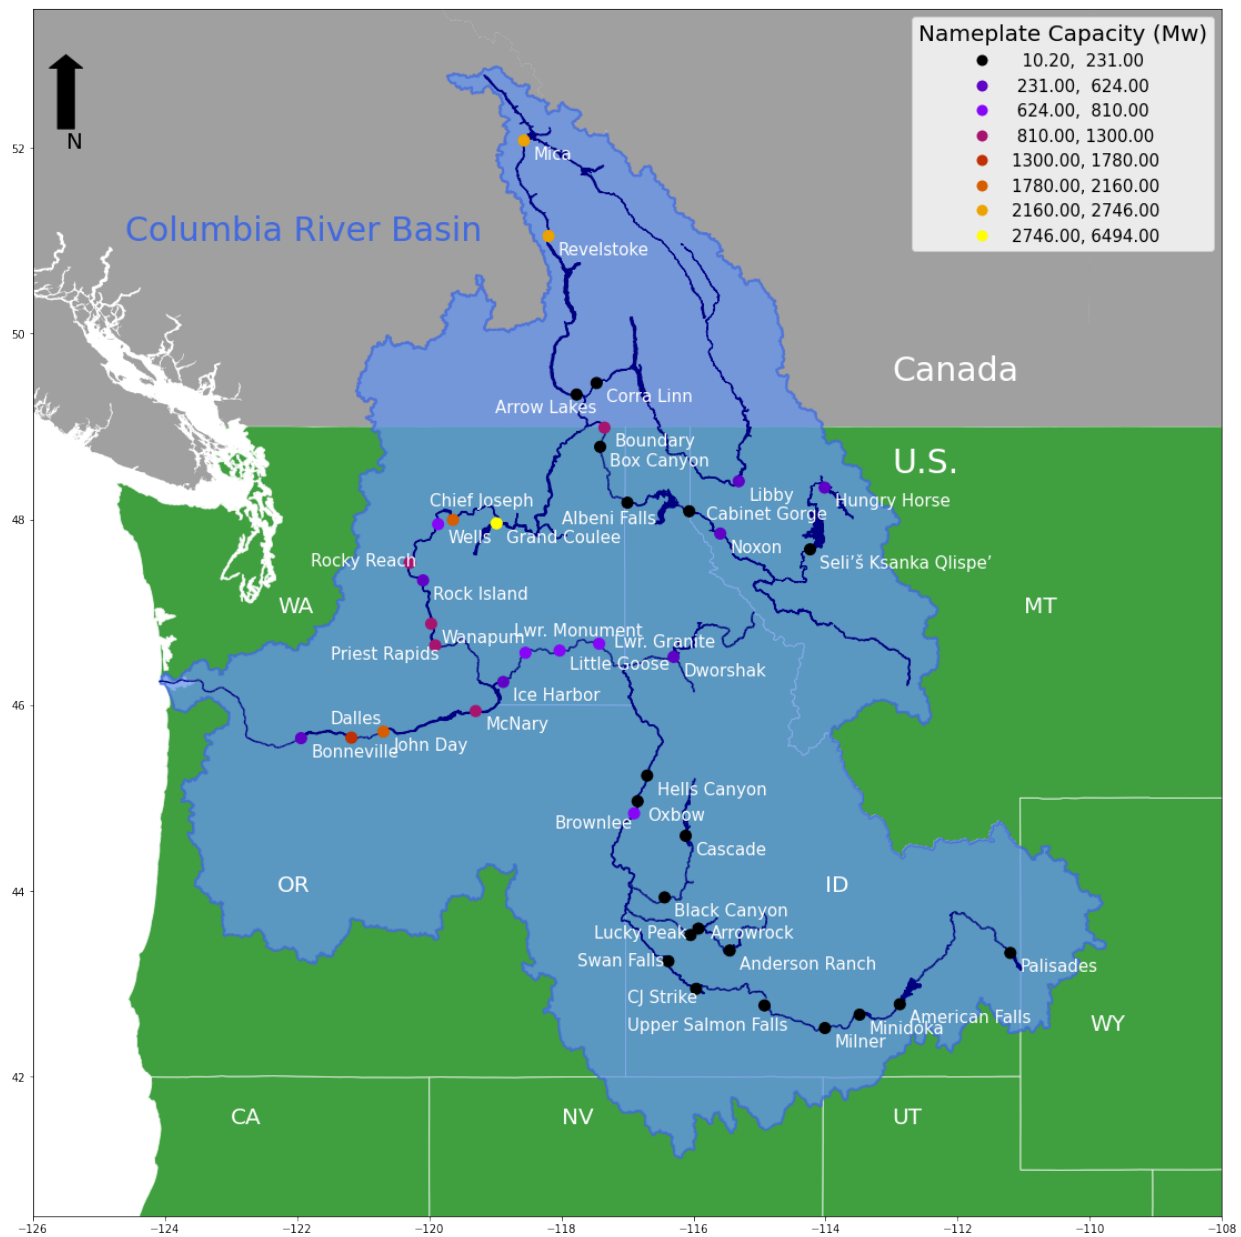 Nameplate Capacity (Mw)
10.20, 231.00
231.00, 624.00
624.00, 810.00
810.00, 1300.00
1300.00, 1780.00
1780.00, 2160.00
2160.00, 2746.00
2746.00, 6494.00
N
52
Mica
Columbia River Basin
Revelstoke
50
Canada
Corra Linn
Arrow Lakes
Boundary
Box Canyon
U.S.
Libby
Hungry Horse
Chief Joseph
Cabinet Gorge
48
Albeni Falls
Wells
Grand Coulee
Noxon
Rocky Reach
Seli’š Ksanka Qlispe’
Rock Island
WA
MT
Lwr. Monument
Wanapum
Lwr. Granite
Priest Rapids
Little Goose
Dworshak
46
Ice Harbor
Dalles
McNary
John Day
Bonneville
Hells Canyon
Oxbow
Brownlee
Cascade
44
OR
ID
Black Canyon
Lucky Peak
Arrowrock
Swan Falls
Anderson Ranch
Palisades
CJ Strike
American Falls
Upper Salmon Falls
Minidoka
WY
Milner
42
CA
NV
UT
−126
−124
−122
−120
−118
−116
−114
−112
−110
−108